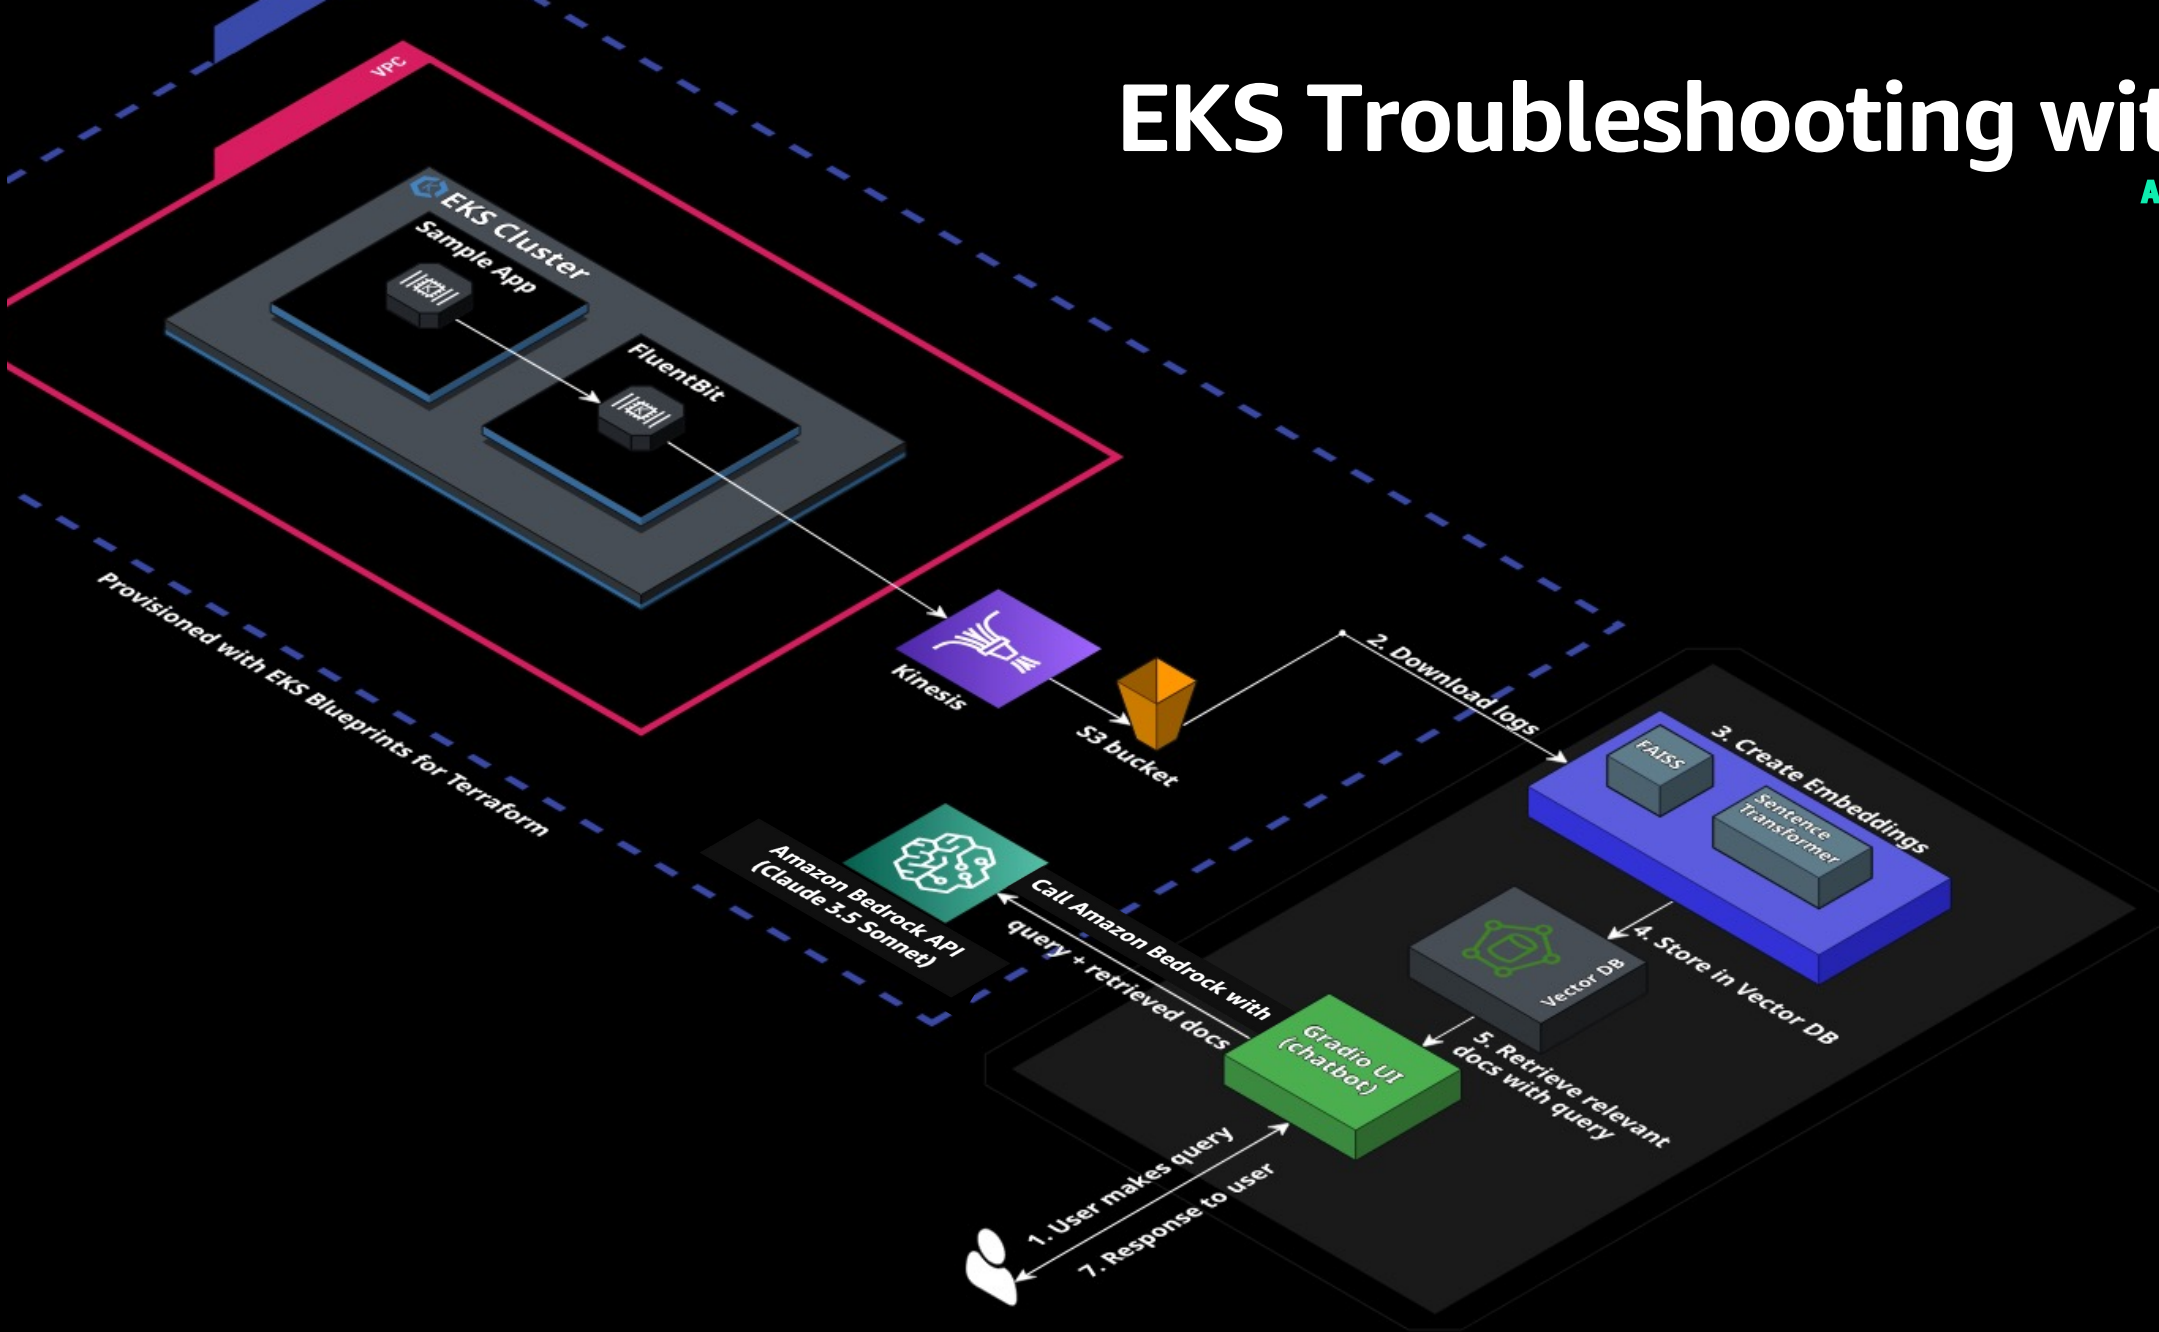 EKS Troubleshooting wit
A
VPC
EKS Cluster
Sample App
FluentBit
Provisioned with EKS Blueprints for Terraform
Kinesis
S3 bucket
2. Download logs
3. Create Embeddings
FAISS
Sentence
Transformer
4. Store in Vector DB
Vector DB
5. Retrieve relevant
docs with query
Amazon Bedrock API
(Claude 3.5 Sonnet)
Call Amazon Bedrock with
query + retrieved docs
Gradio UI
(chatbot)
1. User makes query
7. Response to user